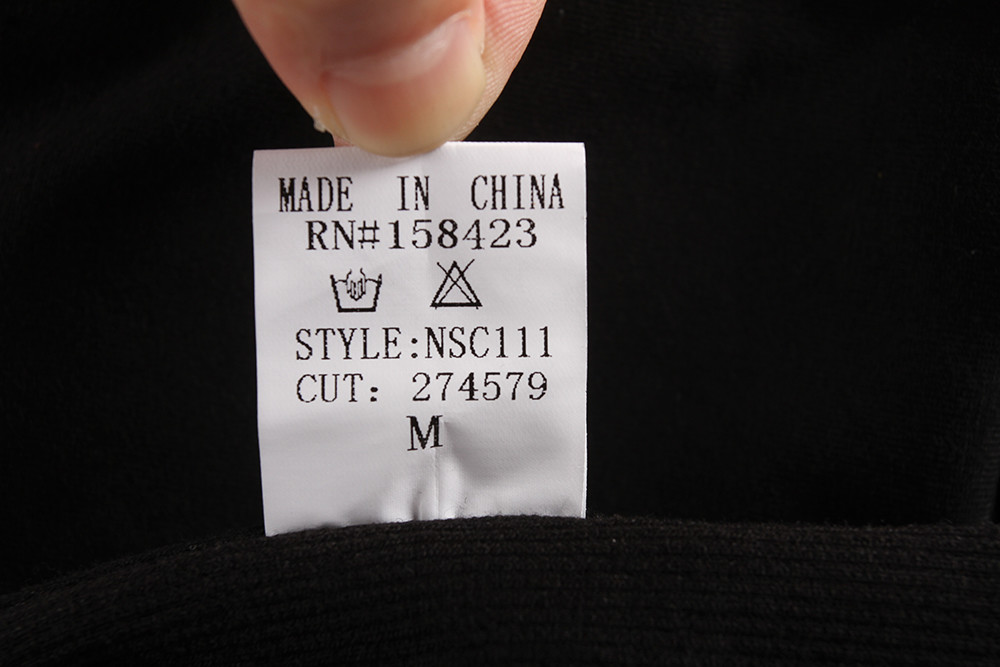 MADE IN CHINA
RN#158423
STYLE:NSC111
CUT: 274579
M